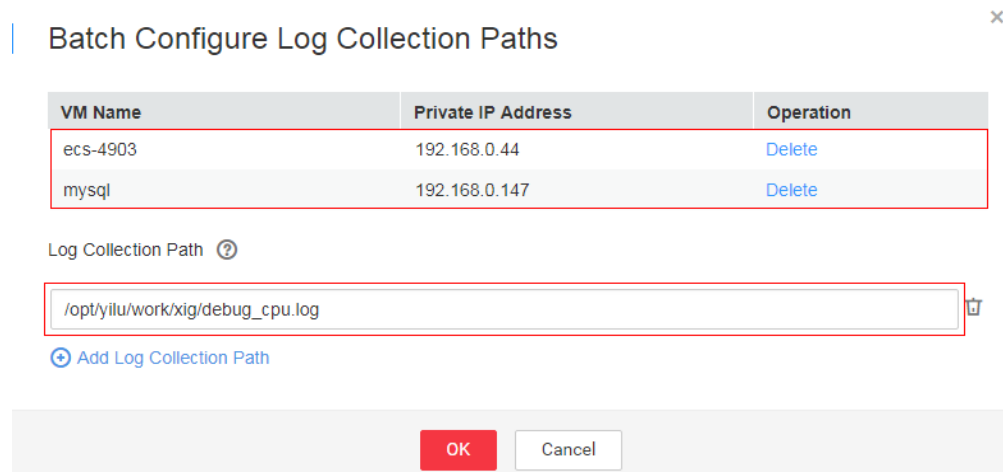 Batch Configure Log Collection Paths
VM Name Private IP Address Operation
ecs-4903 192.168.0.44 Delete
mysql 192.168.0.147 Delete
Log Collection Path
/opt/yilu/work/xig/debug_cpu.log
Add Log Collection Path
OK Cancel